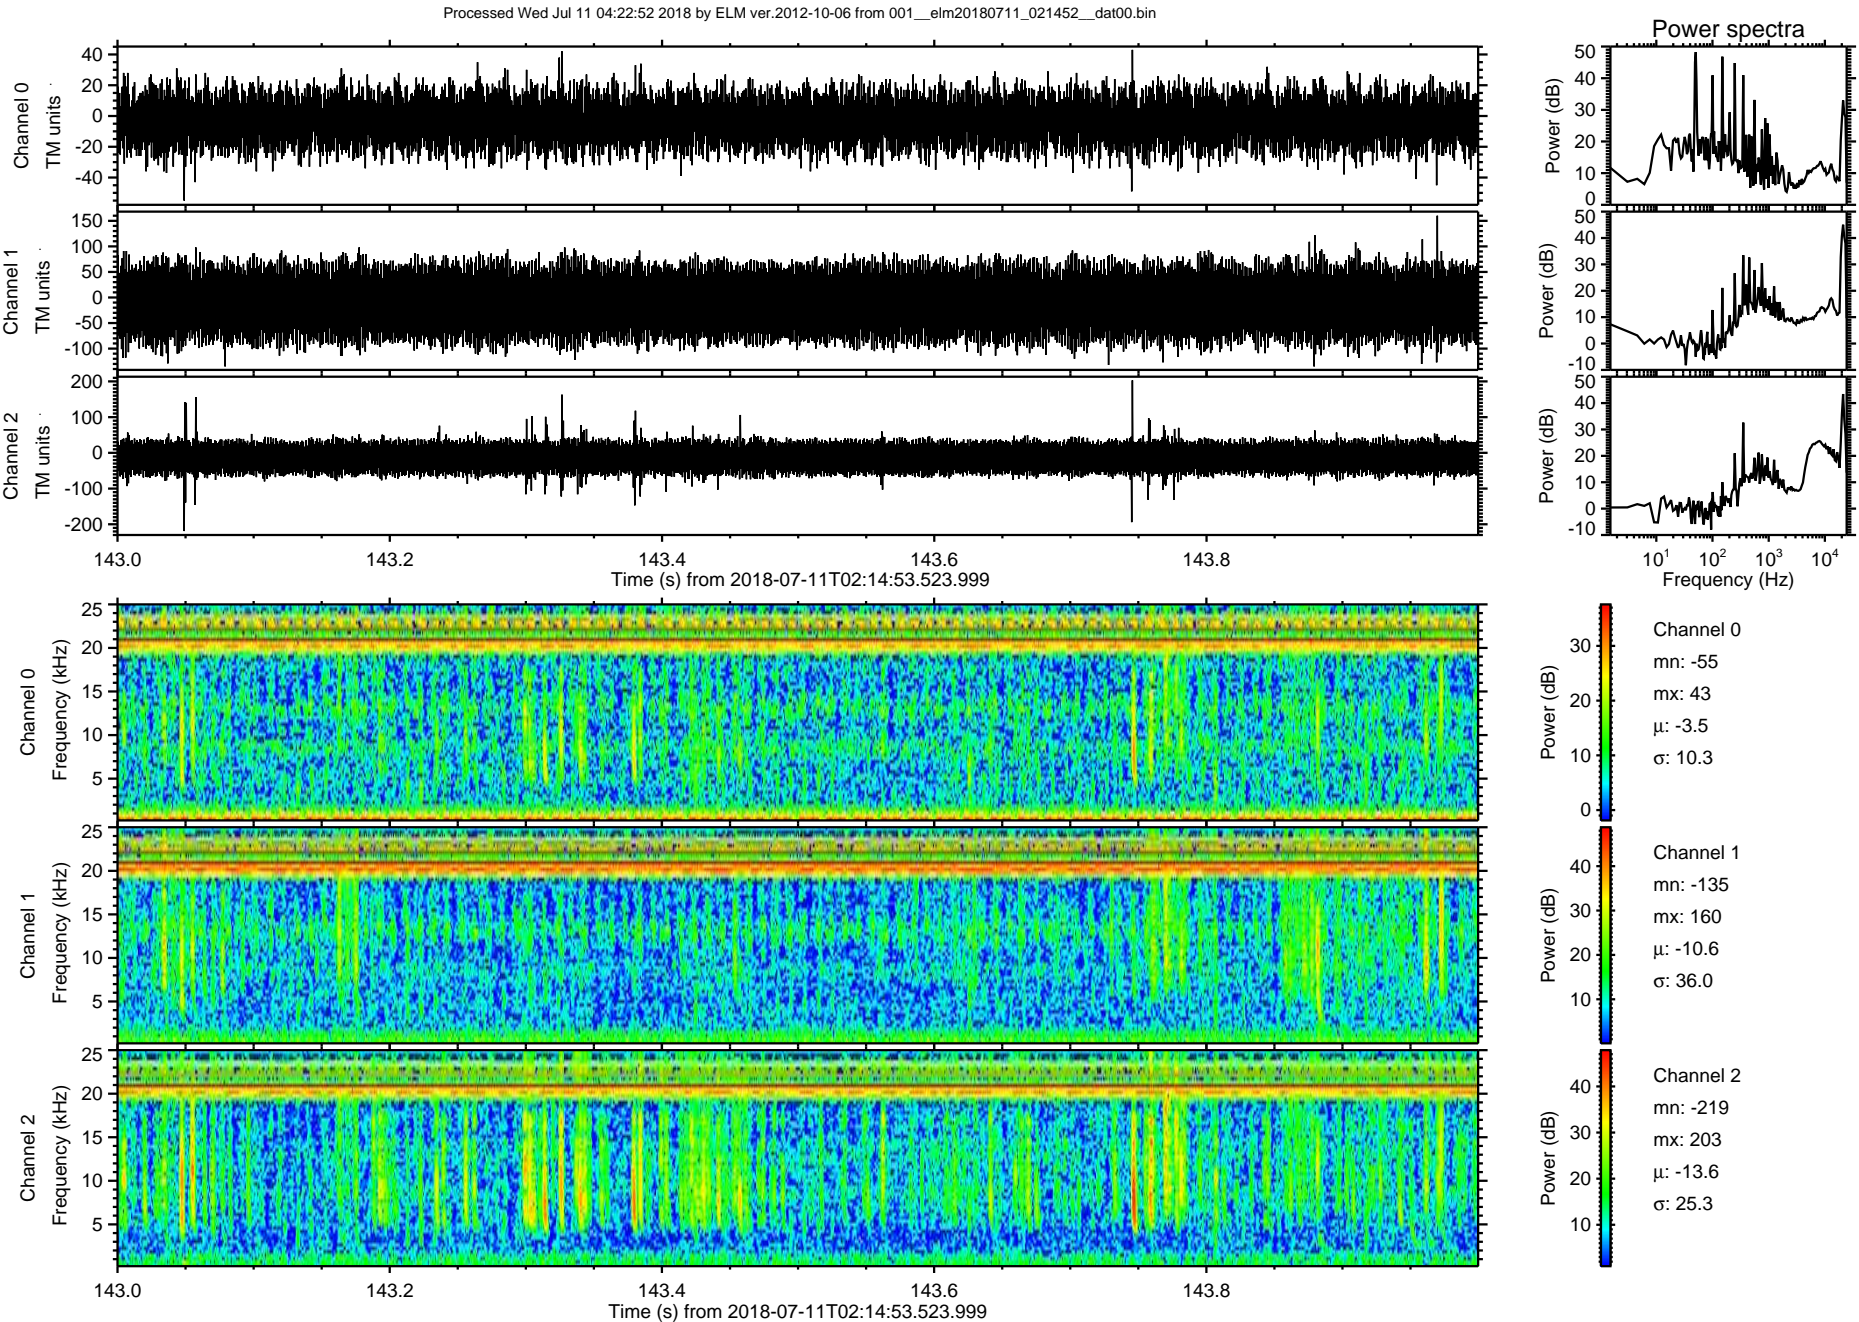 Processed Wed Jul 11 04:22:52 2018 by ELM ver.2012-10-06 from 001__elm20180711_021452__dat00.bin
Power spectra
Channel 0
TM units
40
20
0
-20
-40
Power (dB)
50
40
30
20
10
0
Channel 1
TM units
150
100
50
0
-50
-100
Power (dB)
50
40
30
20
10
0
-10
Channel 2
TM units
200
100
0
-100
-200
Power (dB)
50
40
30
20
10
0
-10
143.0 143.2 143.4 143.6 143.8
Time (s) from 2018-07-11T02:14:53.523.999
10^1 10^2 10^3 10^4
Frequency (Hz)
Channel 0
Frequency (kHz)
25
20
15
10
5
Power (dB)
30
20
10
0
Channel 0
mn: -55
mx: 43
μ: -3.5
σ: 10.3
Channel 1
Frequency (kHz)
25
20
15
10
5
Power (dB)
40
30
20
10
Channel 1
mn: -135
mx: 160
μ: -10.6
σ: 36.0
Channel 2
Frequency (kHz)
25
20
15
10
5
Power (dB)
40
30
20
10
Channel 2
mn: -219
mx: 203
μ: -13.6
σ: 25.3
143.0 143.2 143.4 143.6 143.8
Time (s) from 2018-07-11T02:14:53.523.999